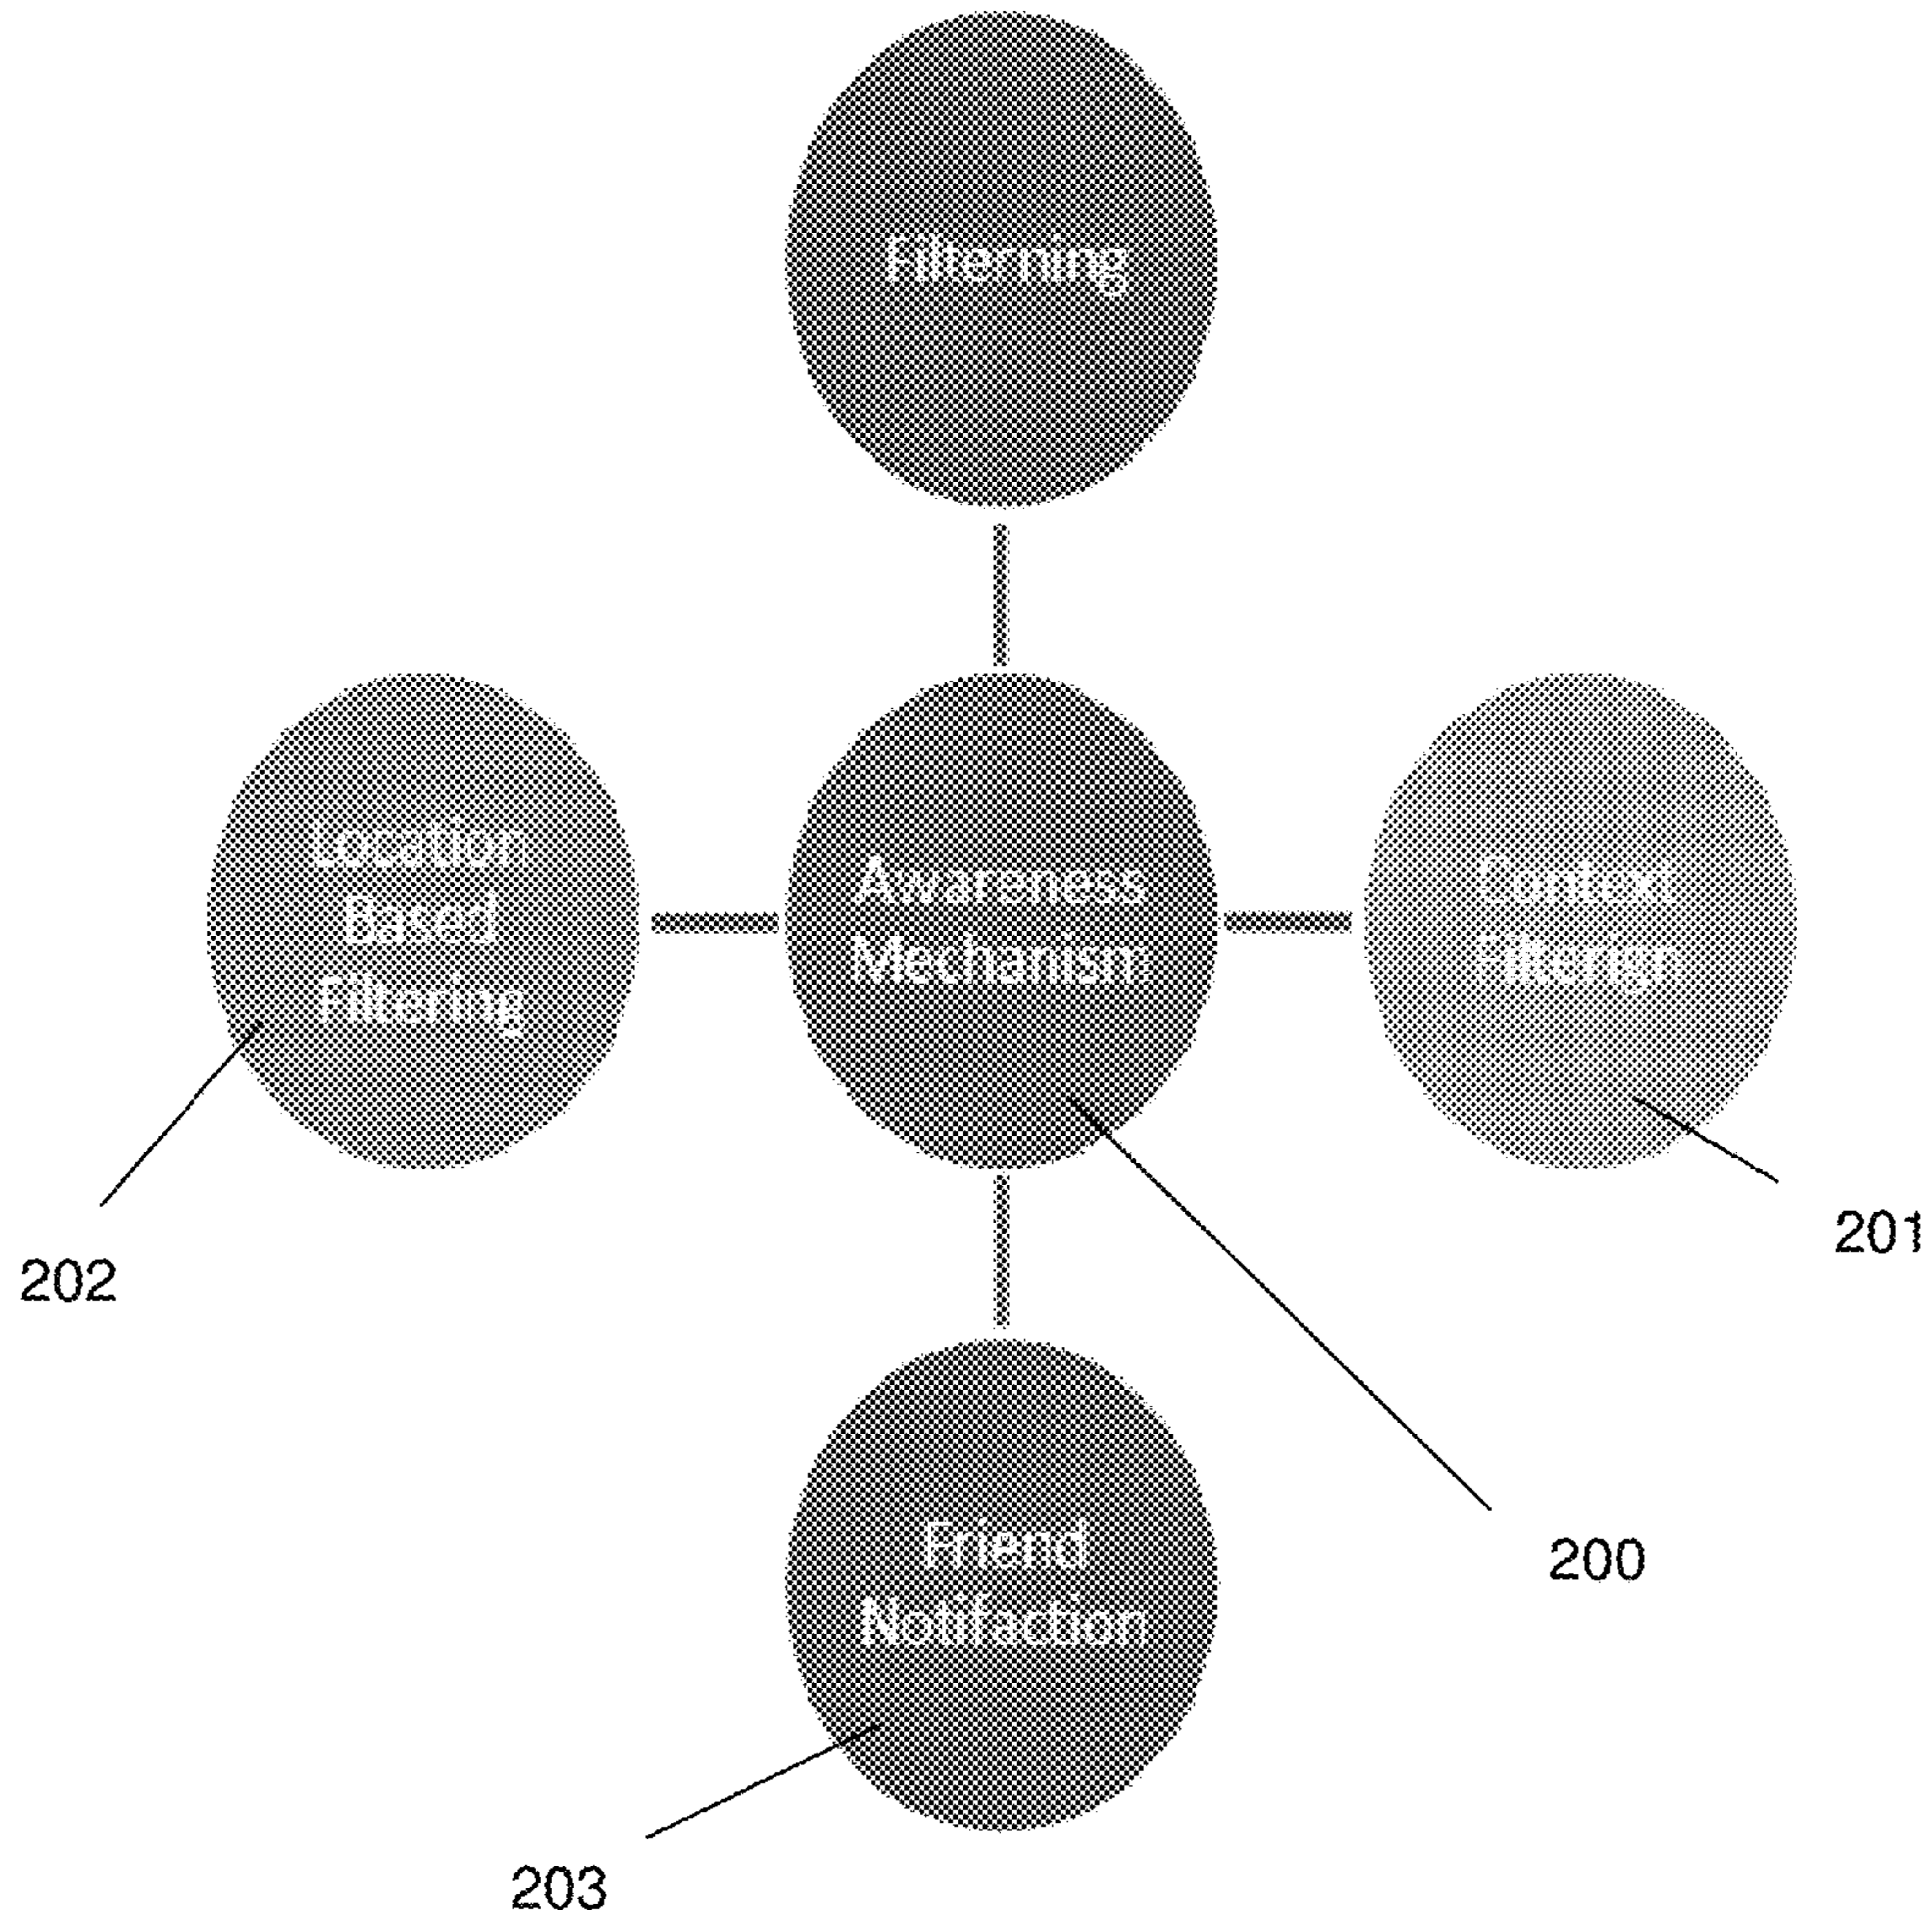 Filterning
Location
Based
Filtering
Awareness
Mechanism
Context
Filterign
202
201
200
Friend
Notifaction
203